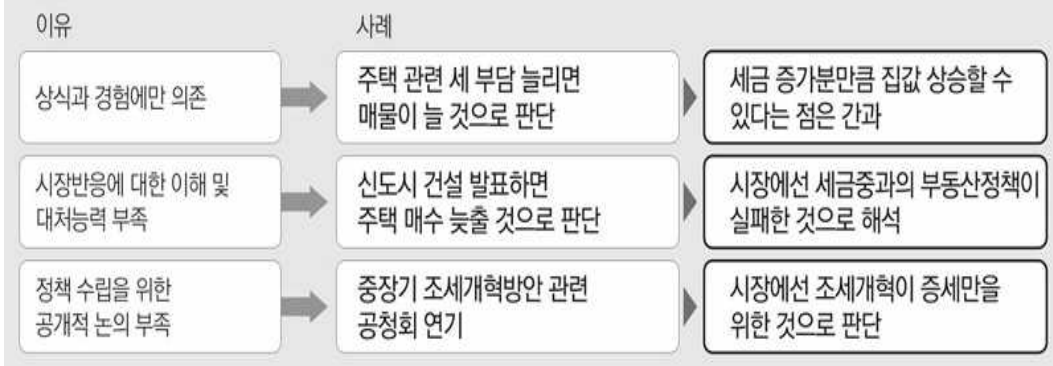 이유
사례
상식과 경험에만 의존
주택 관련 세 부담 늘리면
매물이 늘 것으로 판단
세금 증가분만큼 집값 상승할 수
있다는 점은 간과
시장반응에 대한 이해 및
대처능력 부족
신도시 건설 발표하면
주택 매수 늦출 것으로 판단
시장에선 세금중과의 부동산정책이
실패한 것으로 해석
정책 수립을 위한
공개적 논의 부족
중장기 조세개혁방안 관련
공청회 연기
시장에선 조세개혁이 증세만을
위한 것으로 판단